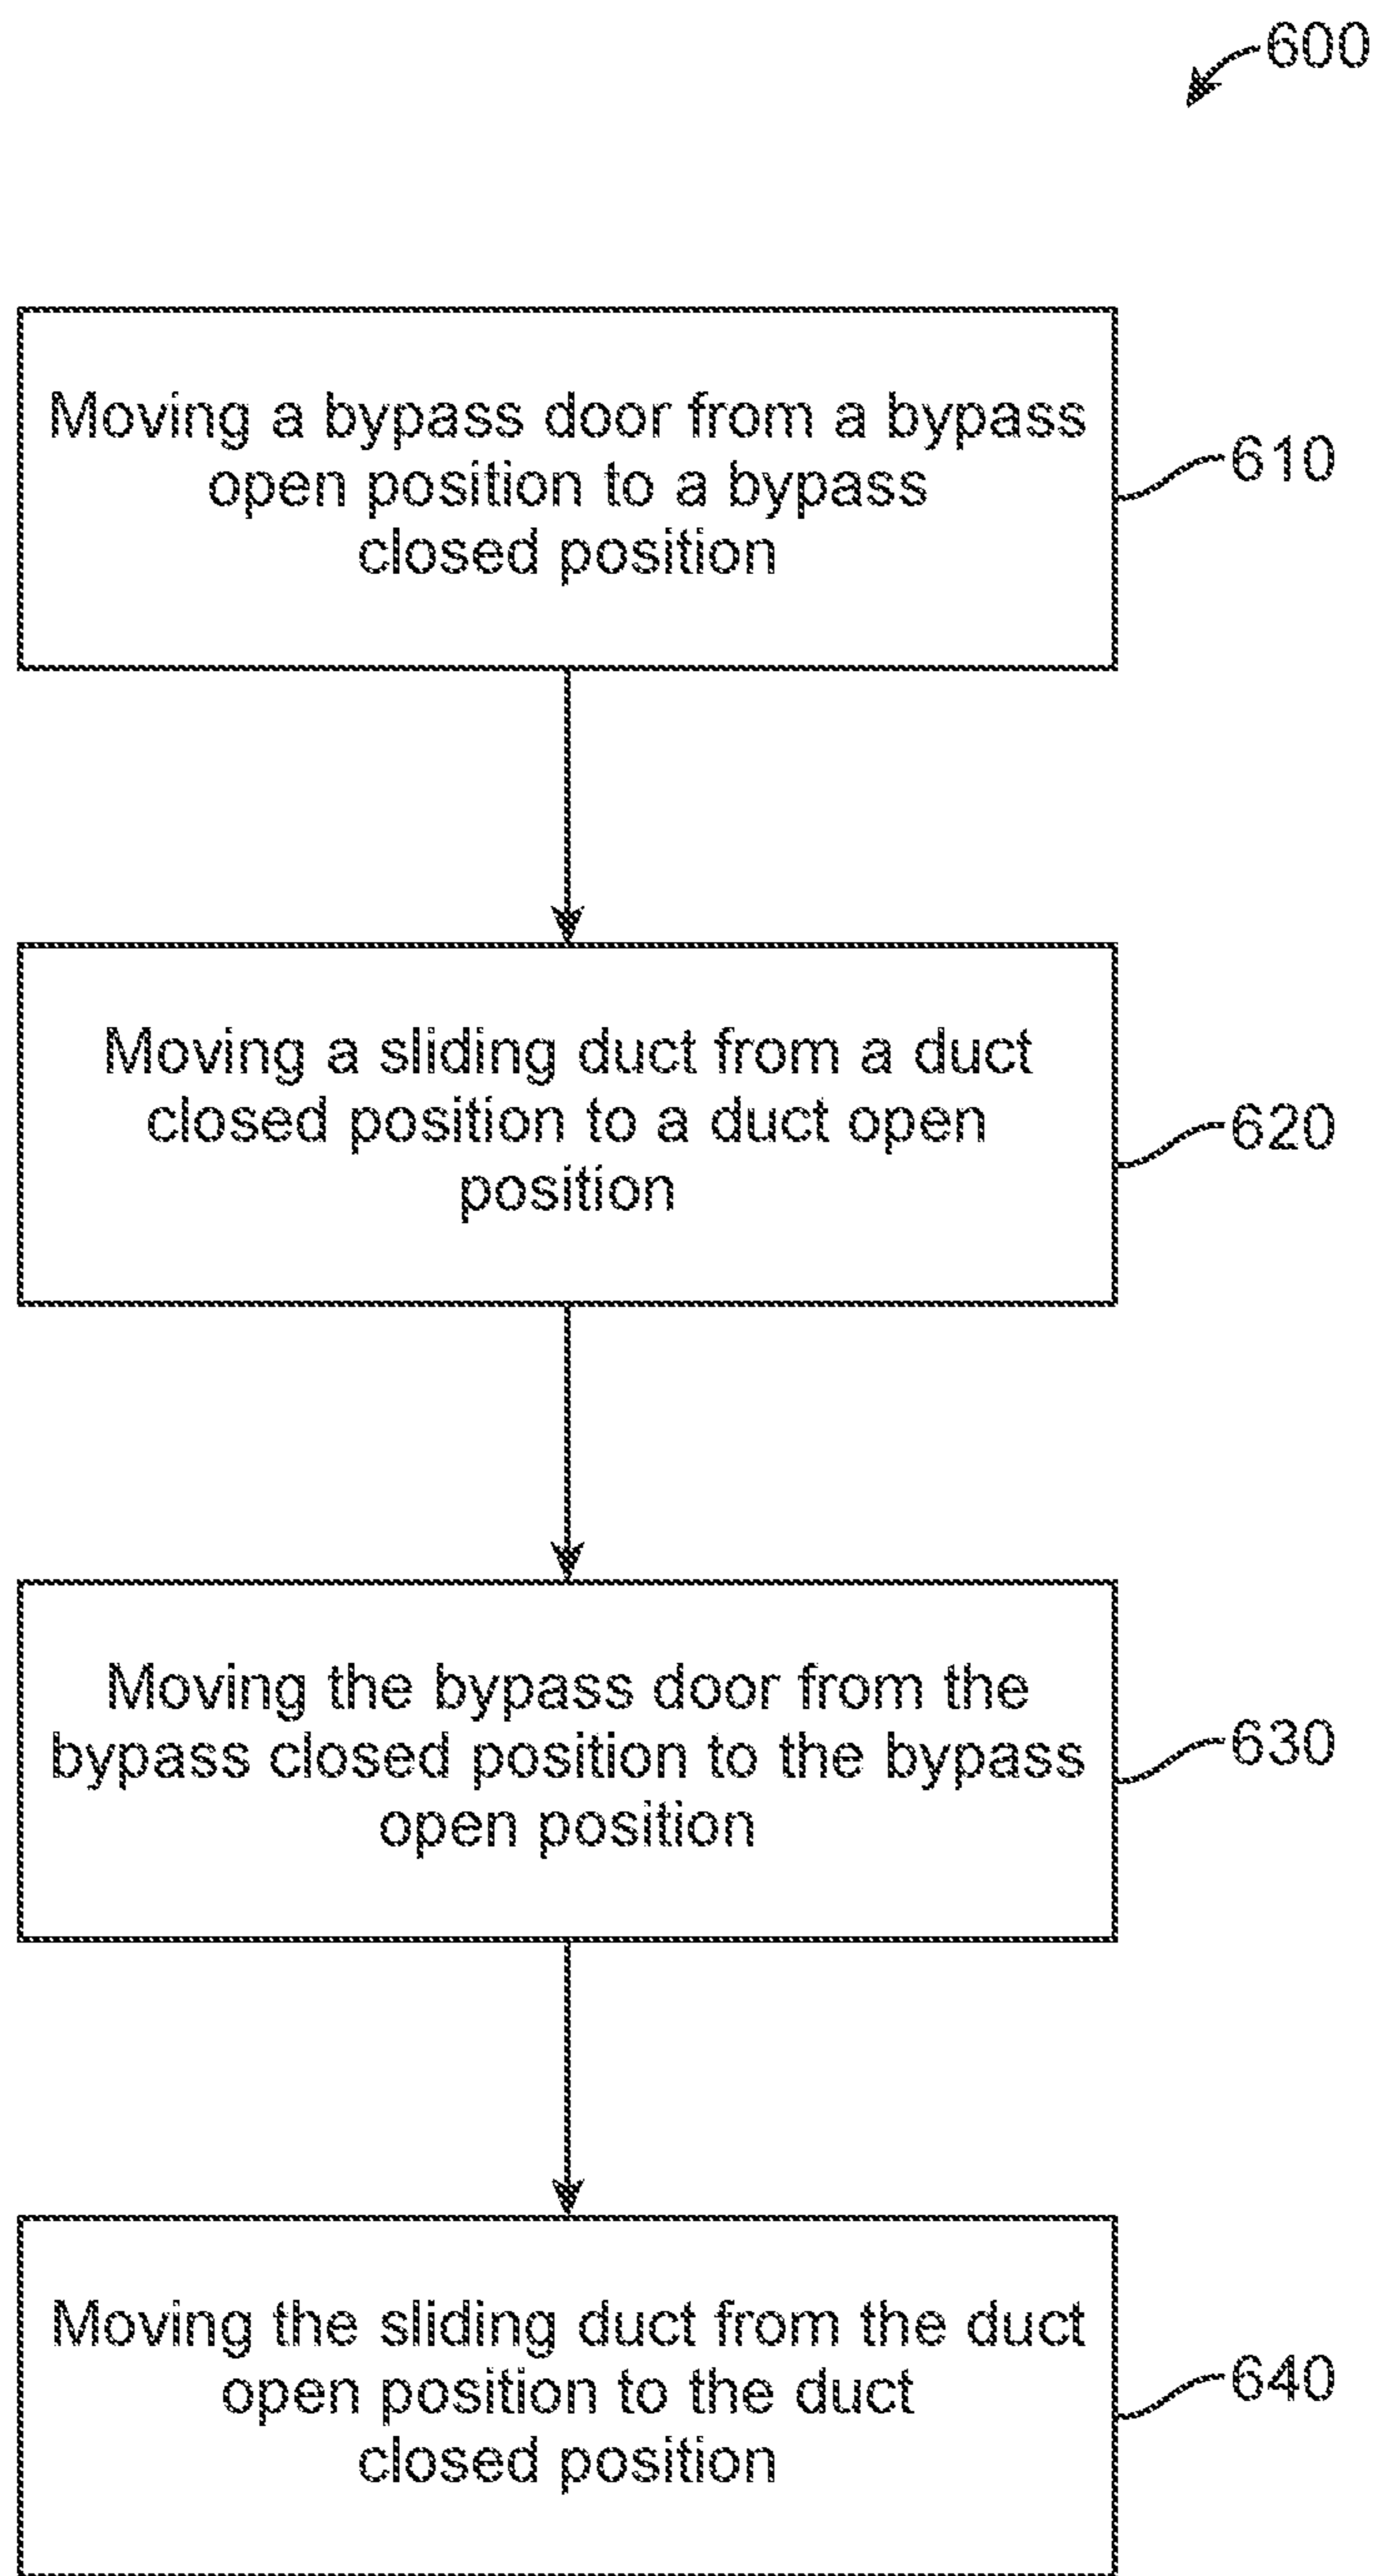 600
Moving a bypass door from a bypass
open position to a bypass
closed position
610
Moving a sliding duct from a duct
closed position to a duct open
position
620
Moving the bypass door from the
bypass closed position to the bypass
open position
630
Moving the sliding duct from the duct
open position to the duct
closed position
640